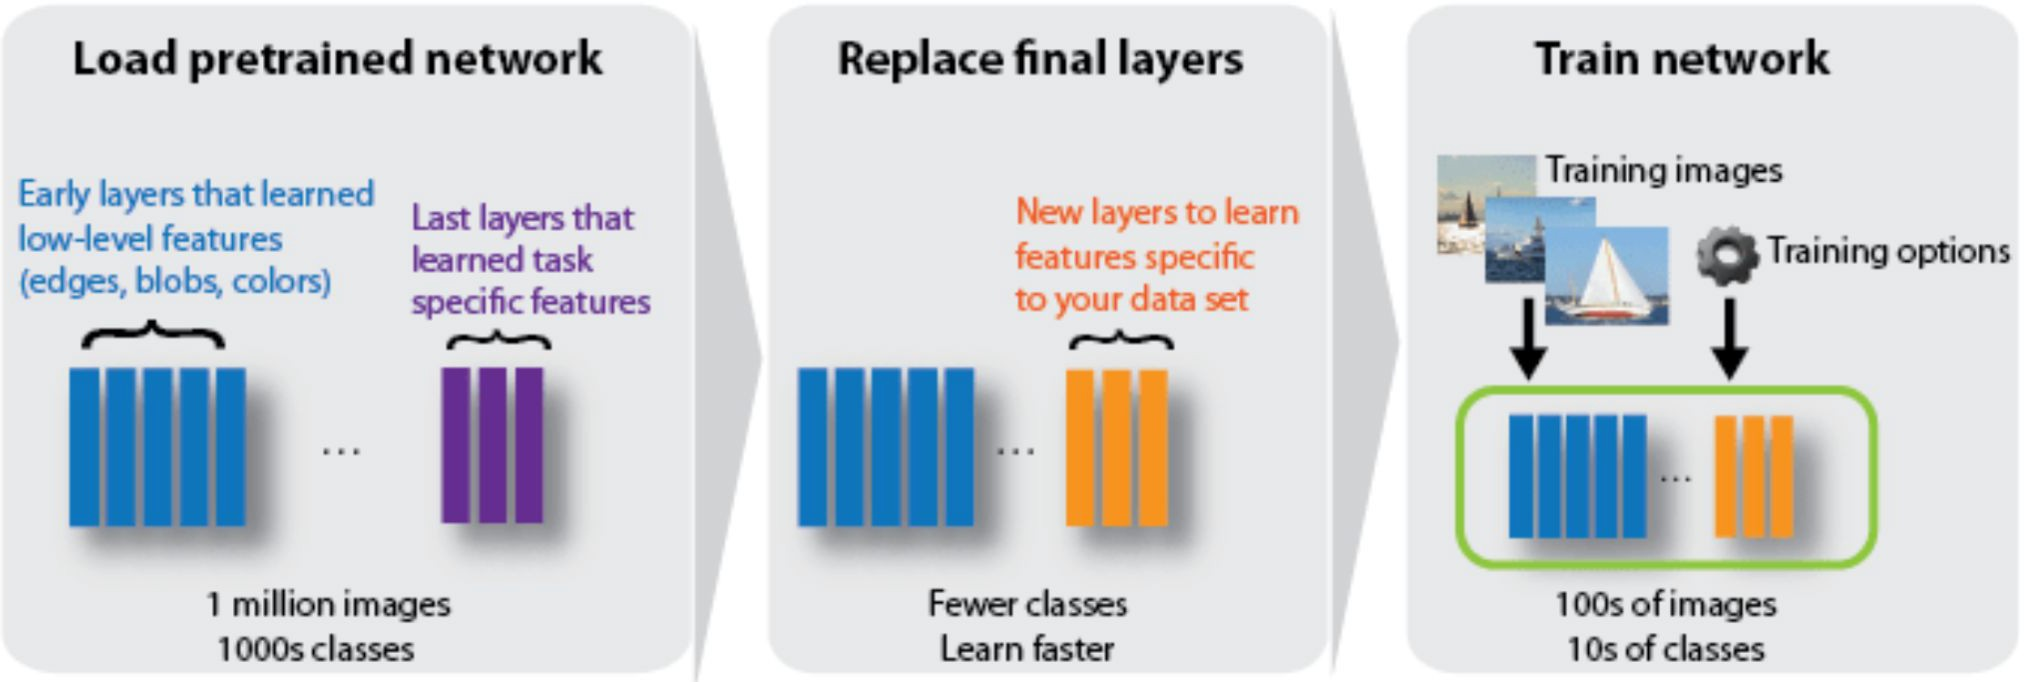 Load pretrained network
Early layers that learned
low-level features
(edges, blobs, colors)
Last layers that
learned task
specific features
...
1 million images
1000s classes
Replace final layers
New layers to learn
features specific
to your data set
...
Fewer classes
Learn faster
Train network
Training images
Training options
...
100s of images
10s of classes